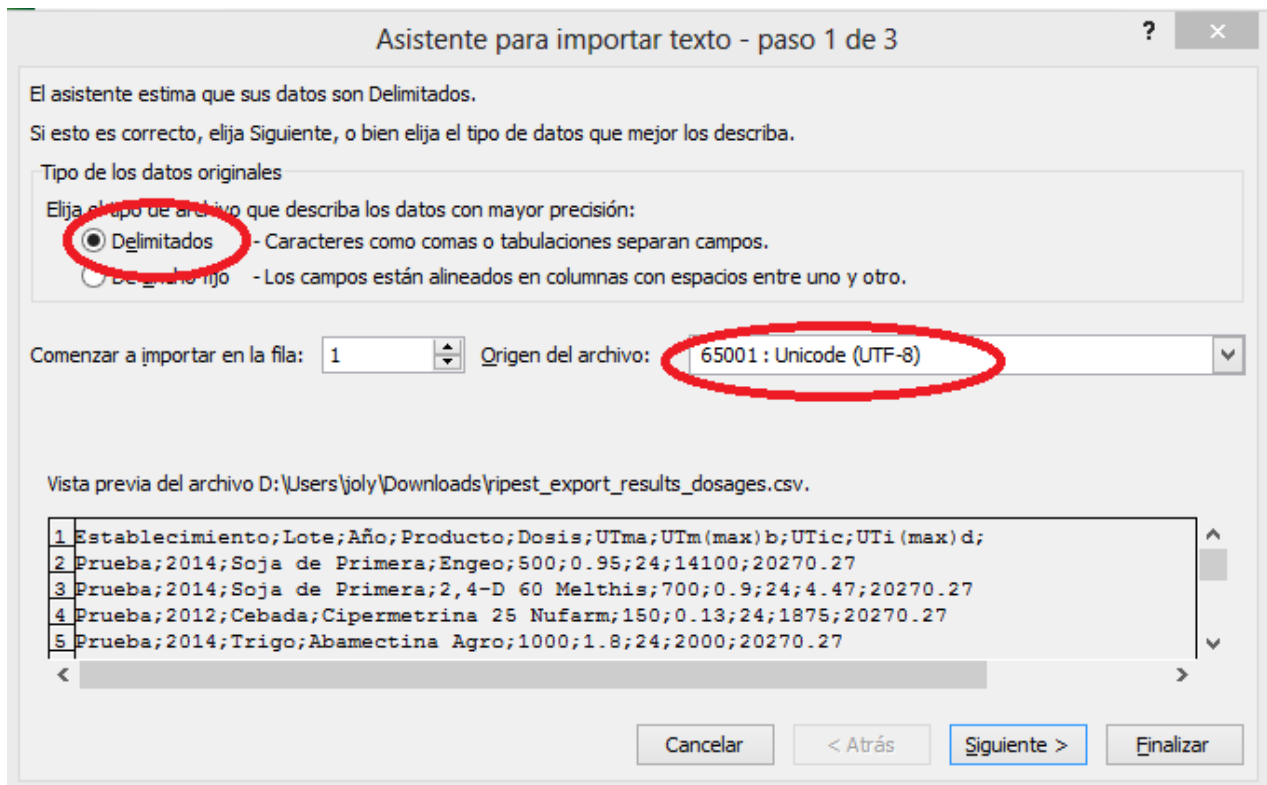 Asistente para importar texto - paso 1 de 3
?
El asistente estima que sus datos son Delimitados.
Si esto es correcto, elija Siguiente, o bien elija el tipo de datos que mejor los describa.
Tipo de los datos originales
Elija el tipo de archivo que describa los datos con mayor precisión:
Delimitados - Caracteres como comas o tabulaciones separan campos.
De ancho fijo - Los campos están alineados en columnas con espacios entre uno y otro.
Comenzar a importar en la fila: 1 Origen del archivo: 65001 : Unicode (UTF-8)
Vista previa del archivo D:\Users\joly\Downloads\ripest_export_results_dosages.csv.
1 Establecimiento;Lote;Año;Producto;Dosis;UTma;UTm(max)b;UTic;UTi(max)d;
2 Prueba;2014;Soja de Primera;Engeo;500;0.95;24;14100;20270.27
3 Prueba;2014;Soja de Primera;2,4-D 60 Melthis;700;0.9;24;4.47;20270.27
4 Prueba;2012;Cebada;Cipermetrina 25 Nufarm;150;0.13;24;1875;20270.27
5 Prueba;2014;Trigo;Abamectina Agro;1000;1.8;24;2000;20270.27
Cancelar < Atrás Siguiente > Finalizar